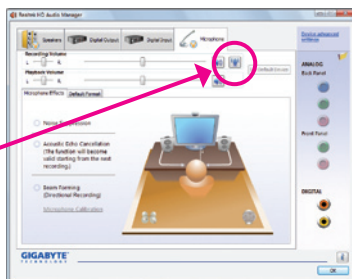 Realtek HD Audio Manager
Speakers
Digital Output
Digital Input
Microphone
Device advanced settings
Recording Volume
L
R
Playback Volume
L
R
ANALOG
Back Panel
Microphone Effects
Default Format
Noise Suppression
Acoustic Echo Cancellation
(The function will become
valid starting from the next
recording.)
Front Panel
Beam Forming
(Directional Recording)
Microphone Calibration
DIGITAL
GIGABYTE
TECHNOLOGY
OK